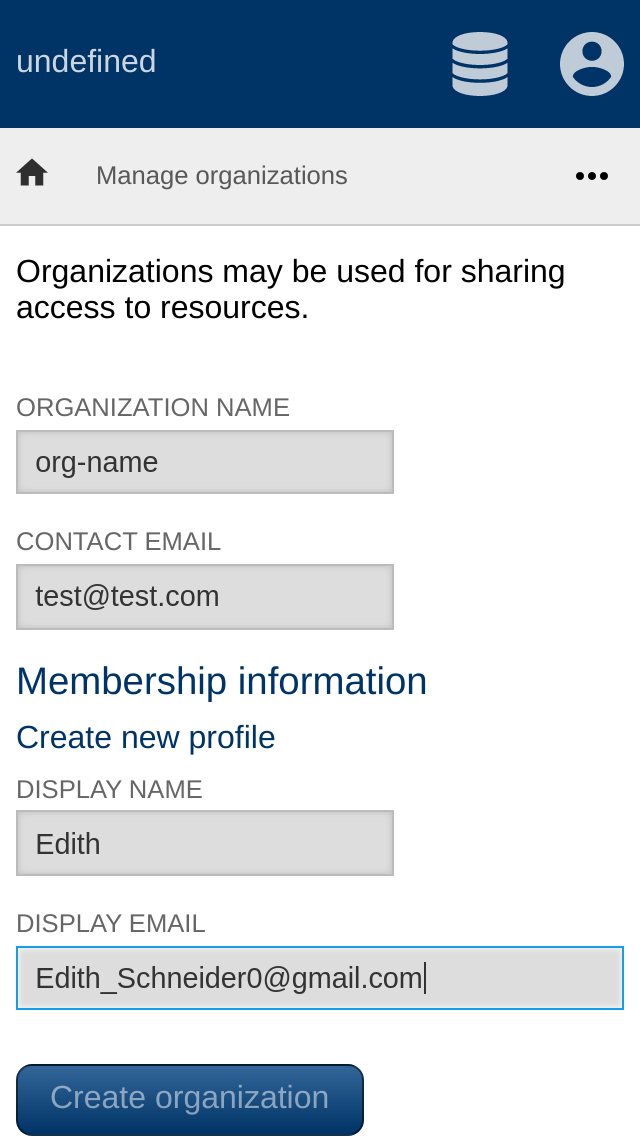 undefined
Manage organizations
Organizations may be used for sharing
access to resources.
ORGANIZATION NAME
org-name
CONTACT EMAIL
test@test.com
Membership information
Create new profile
DISPLAY NAME
Edith
DISPLAY EMAIL
Edith_Schneider0@gmail.com
Create organization